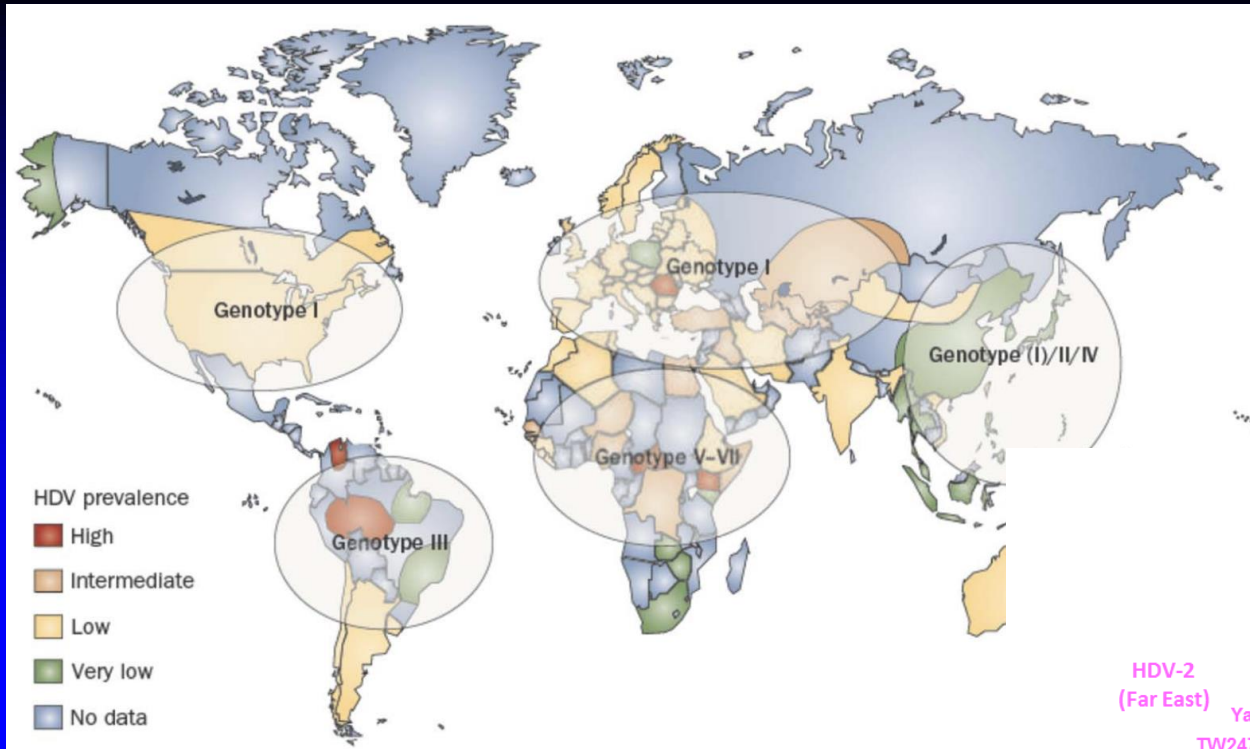 Genotype I
Genotype I
Genotype (I)/II/IV
Genotype V–VII
Genotype III
HDV prevalence
High
Intermediate
Low
Very low
No data
HDV-2
(Far East)